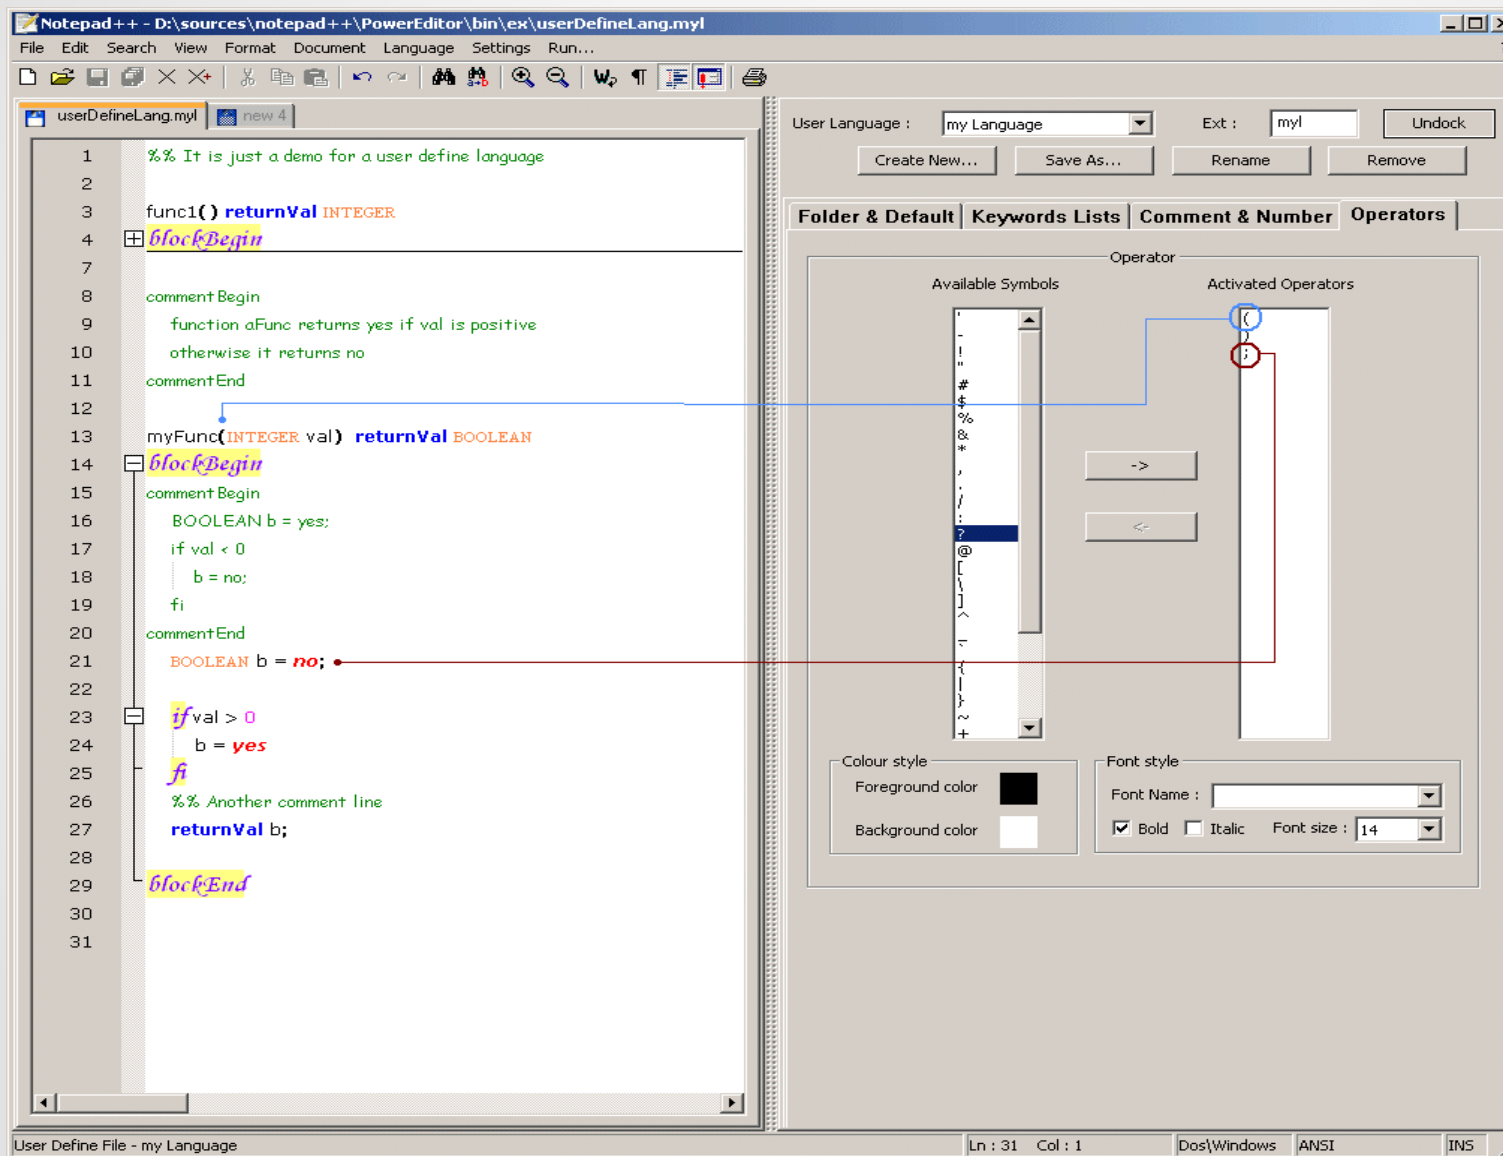 Notepad++ - D:\sources\notepad++\PowerEditor\bin\ex\userDefineLang.myl
File Edit Search View Format Document Language Settings Run...
userDefineLang.myl new 4
1 %% It is just a demo for a user define language
2
3 func1() returnVal INTEGER
4 blockBegin
7
8 commentBegin
9 function aFunc returns yes if val is positive
10 otherwise it returns no
11 commentEnd
12
13 myFunc(INTEGER val) returnVal BOOLEAN
14 blockBegin
15 commentBegin
16 BOOLEAN b = yes;
17 if val < 0
18 b = no;
19 fi
20 commentEnd
21 BOOLEAN b = no;
22
23 if val > 0
24 b = yes
25 fi
26 %% Another comment line
27 returnVal b;
28
29 blockEnd
30
31
User Language : my Language Ext : myl Undock
Create New... Save As... Rename Remove
Folder & Default Keywords Lists Comment & Number Operators
Operator
Available Symbols
'
-
!
"
#
$
%
&
*
,
.
/
:
?
@
[
\
]
^
_
`
{
|
}
~
+
->
<-
Activated Operators
(
)
;
Colour style
Foreground color
Background color
Font style
Font Name :
Bold Italic Font size : 14
User Define File - my Language Ln : 31 Col : 1 Dos\Windows ANSI INS